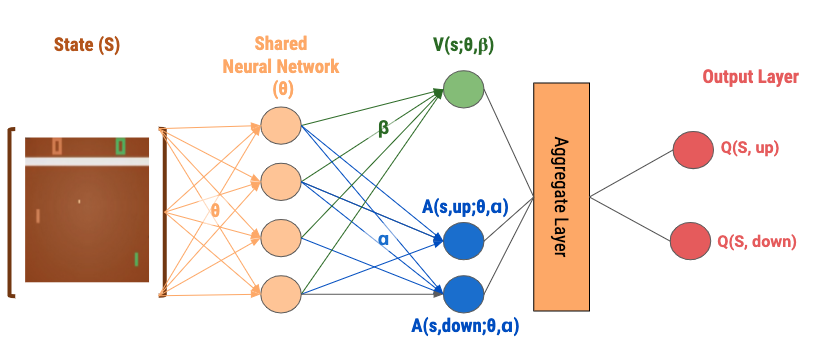 State (S)
Shared
Neural Network
(θ)
V(s;θ,β)
Output Layer
β
θ
α
A(s,up;θ,α)
A(s,down;θ,α)
Aggregate Layer
Q(S, up)
Q(S, down)